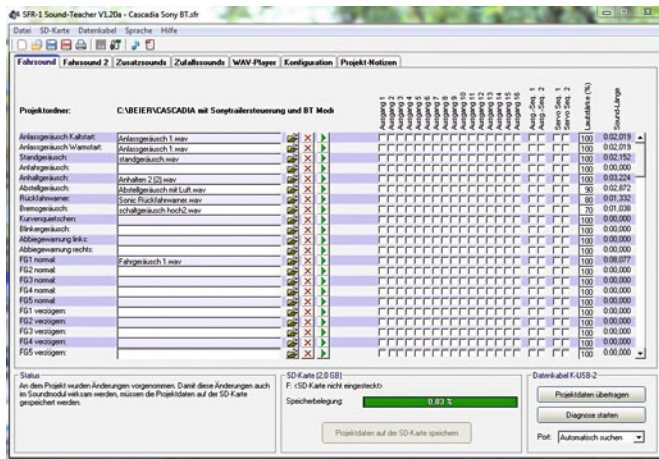 SFR-1 Sound-Teacher V1.20a - Cascadia Sony BT.sfr
Datei SD-Karte Datenkabel Sprache Hilfe
Fahrsound Fahrsound 2 Zusatzsounds Zufallssounds WAV-Player Konfiguration Projekt-Notizen
Projektordner: C:\BEIER\CASCADIA mit Sonytrailersteuerung und BT Modi
Ausgang 1
Ausgang 2
Ausgang 3
Ausgang 4
Ausgang 5
Ausgang 6
Ausgang 7
Ausgang 8
Ausgang 9
Ausgang 10
Ausgang 11
Ausgang 12
Ausgang 13
Ausgang 14
Ausgang 15
Ausgang 16
Ausg.-Seq. 1
Ausg.-Seq. 2
Servo Seq. 1
Servo Seq. 2
Lautstärke (%)
Sound-Länge
Anlassgeräusch Kaltstart: Anlassgeräusch 1.wav 100 0:02,019
Anlassgeräusch Warmstart: Anlassgeräusch 1.wav 100 0:02,019
Standgeräusch: standgeräusch.wav 100 0:02,152
Anfahrgeräusch: 100 0:00,000
Anhaltgeräusch: Anhalten 2 (2).wav 100 0:03,224
Abstellgeräusch: Abstellgeräusch mit Luft.wav 90 0:02,872
Rückfahrwarner: Sonic Rückfahrwarner.wav 80 0:01,332
Bremsgeräusch: schaltgeräusch hoch2.wav 70 0:01,038
Kurvenquietschen: 100 0:00,000
Blinkergeräusch: 100 0:00,000
Abbiegewarnung links: 100 0:00,000
Abbiegewarnung rechts: 100 0:00,000
FG1 normal: Fahrgeräusch 1.wav 100 0:08,077
FG2 normal: 100 0:00,000
FG3 normal: 100 0:00,000
FG4 normal: 100 0:00,000
FG5 normal: 100 0:00,000
FG1 verzögern: 100 0:00,000
FG2 verzögern: 100 0:00,000
FG3 verzögern: 100 0:00,000
FG4 verzögern: 100 0:00,000
FG5 verzögern: 100 0:00,000
Status
An dem Projekt wurden Änderungen vorgenommen. Damit diese Änderungen auch
im Soundmodul wirksam werden, müssen die Projektdaten auf der SD-Karte
gespeichert werden.
SD-Karte (2,0 GB)
F: <SD-Karte nicht eingesteckt>
Speicherbelegung: 0,83 %
Projektdaten auf der SD-Karte speichern
Datenkabel K-USB-2
Projektdaten übertragen
Diagnose starten
Port: Automatisch suchen